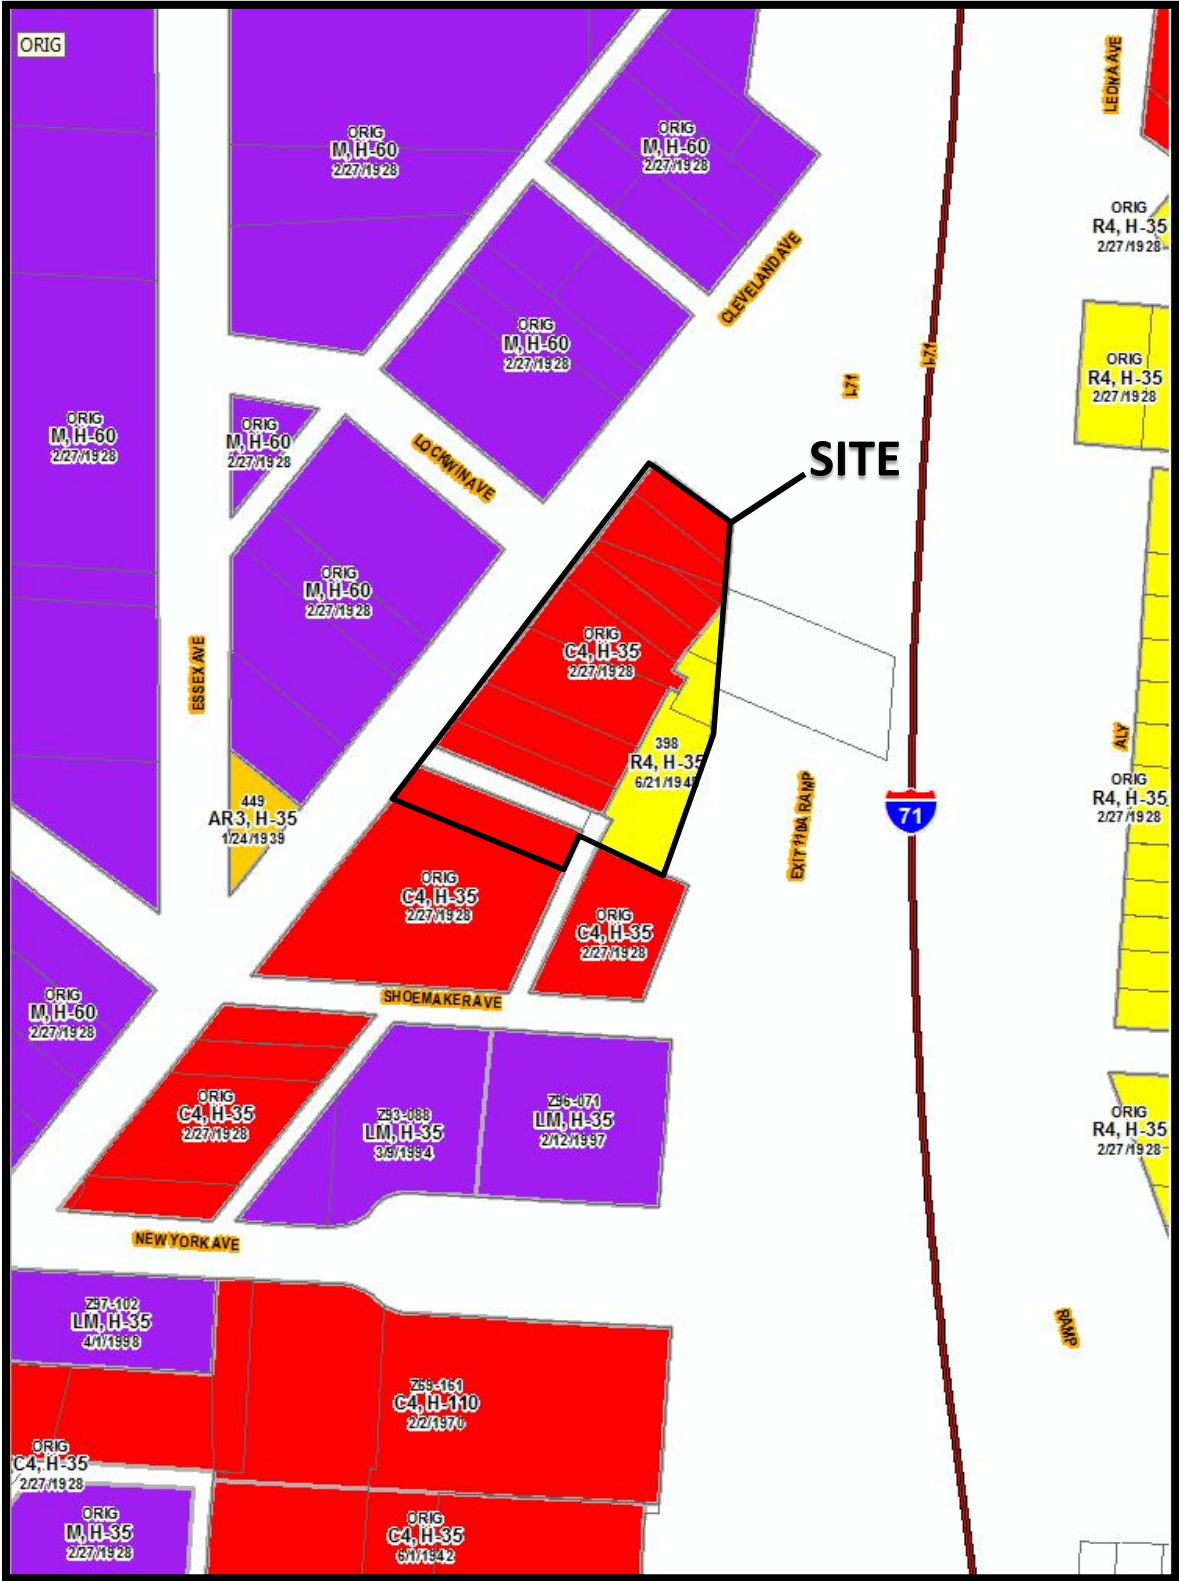 ORIG
LEONA AVE
ORIG
M, H-60
2/27/1928
ORIG
M, H-60
2/27/1928
ORIG
R4, H-35
2/27/1928
CLEVELAND AVE
ORIG
M, H-60
2/27/1928
I-71
I-71
ORIG
R4, H-35
2/27/1928
ORIG
M, H-60
2/27/1928
ORIG
M, H-60
2/27/1928
LOCKWIN AVE
SITE
ORIG
M, H-60
2/27/1928
ESSEX AVE
ORIG
C4, H-35
2/27/1928
398
R4, H-35
6/21/1948
ALY
ORIG
R4, H-35
2/27/1928
449
AR3, H-35
1/24/1939
EXIT 110A RAMP
71
ORIG
C4, H-35
2/27/1928
ORIG
C4, H-35
2/27/1928
SHOEMAKER AVE
ORIG
M, H-60
2/27/1928
ORIG
C4, H-35
2/27/1928
Z93-088
LM, H-35
3/9/1994
Z96-071
LM, H-35
2/12/1997
ORIG
R4, H-35
2/27/1928
NEW YORK AVE
Z97-102
LM, H-35
4/1/1998
RAMP
Z69-161
C4, H-110
2/2/1970
ORIG
C4, H-35
2/27/1928
ORIG
M, H-35
2/27/1928
ORIG
C4, H-35
6/1/1942